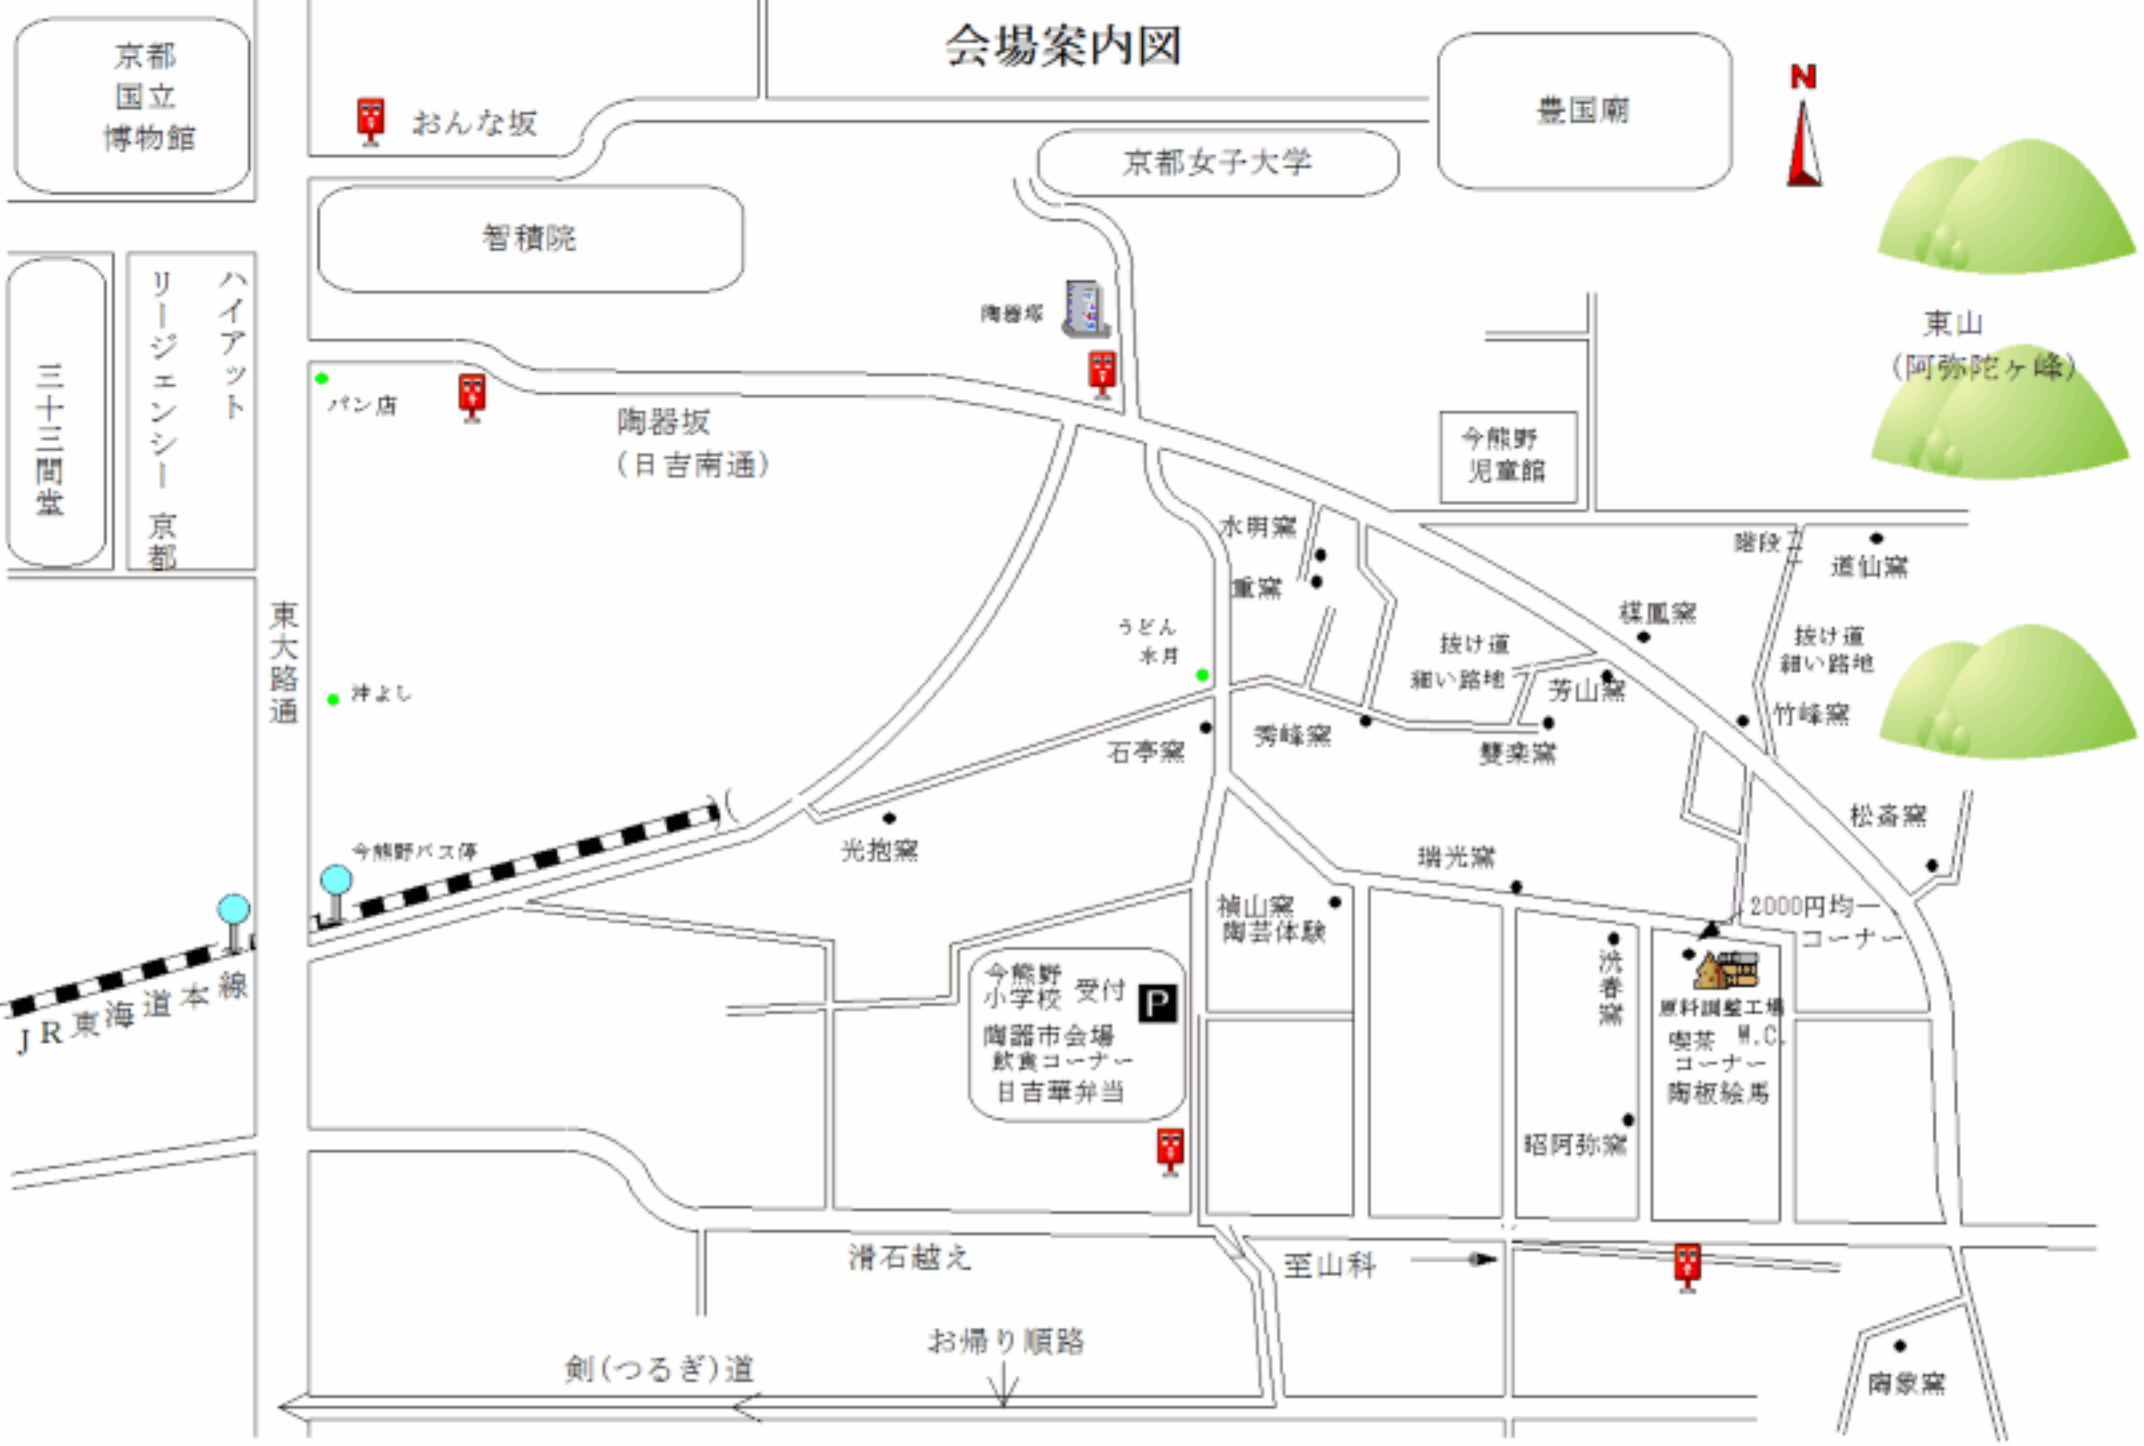 会場案内図
京都
国立
博物館
おんな坂
京都女子大学
豊国廟
N
智積院
ハイアット
リージェンシー 京都
三十三間堂
陶器塚
東山
(阿弥陀ヶ峰)
パン店
陶器坂
(日吉南通)
今熊野
児童館
水明窯
重窯
階段
道仙窯
楳鳳窯
抜け道
細い路地
抜け道
細い路地
芳山窯
竹峰窯
うどん
水月
東大路通
沖よし
石亭窯
秀峰窯
雙楽窯
松斎窯
今熊野バス停
光抱窯
瑞光窯
2000円均一
コーナー
禎山窯
陶芸体験
洗春窯
JR東海道本線
今熊野
小学校 受付
P
陶器市会場
飲食コーナー
日吉華弁当
原料調整工場
喫茶 W.C.
コーナー
陶板絵馬
昭阿弥窯
滑石越え
至山科
お帰り順路
剣(つるぎ)道
陶象窯